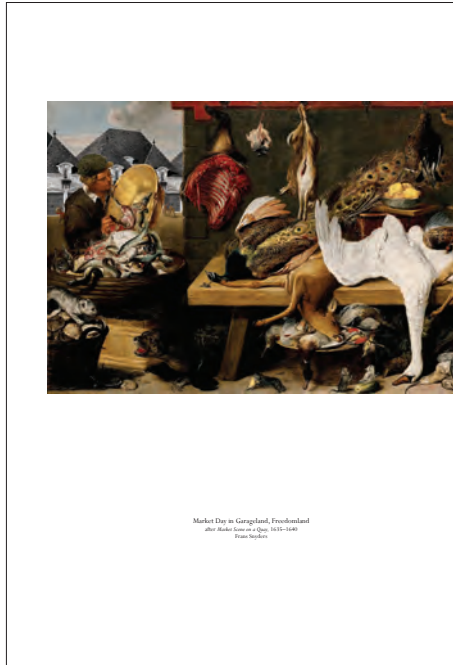 Market Day in Garageland, Freedomland
after Market Scene on a Quay, 1635–1640
Frans Snyders